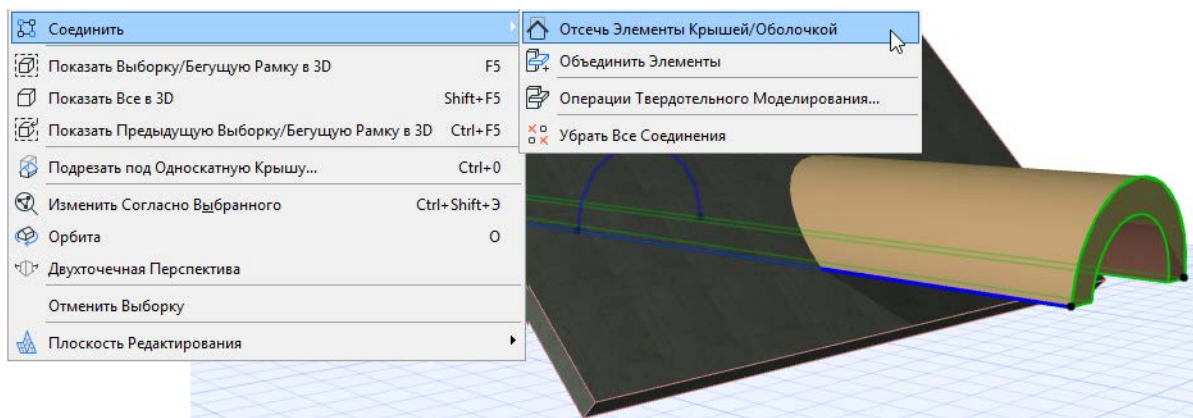 Соединить
Показать Выборку/Бегущую Рамку в 3D F5
Показать Все в 3D Shift+F5
Показать Предыдущую Выборку/Бегущую Рамку в 3D Ctrl+F5
Подрезать под Односкатную Крышу... Ctrl+0
Изменить Согласно Выбранного Ctrl+Shift+Э
Орбита O
Двухточечная Перспектива
Отменить Выборку
Плоскость Редактирования
Отсечь Элементы Крышей/Оболочкой
Объединить Элементы
Операции Твердотельного Моделирования...
Убрать Все Соединения